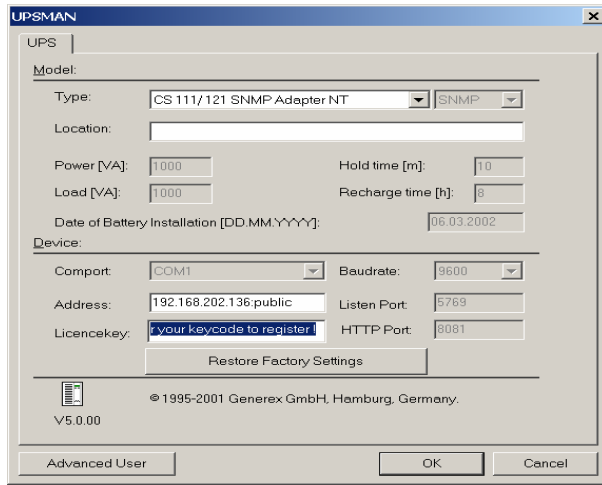 UPSMAN
UPS
Model:
Type: CS 111/ 121 SNMP Adapter NT SNMP
Location:
Power [VA]: 1000 Hold time [m]: 10
Load [VA]: 1000 Recharge time [h]: 8
Date of Battery Installation [DD.MM.YYYY]: 06.03.2002
Device:
Comport: COM1 Baudrate: 9600
Address: 192.168.202.136:public Listen Port: 5769
Licencekey: r your keycode to register ! HTTP Port: 8081
Restore Factory Settings
© 1995-2001 Generex GmbH, Hamburg, Germany.
V5.0.00
Advanced User OK Cancel